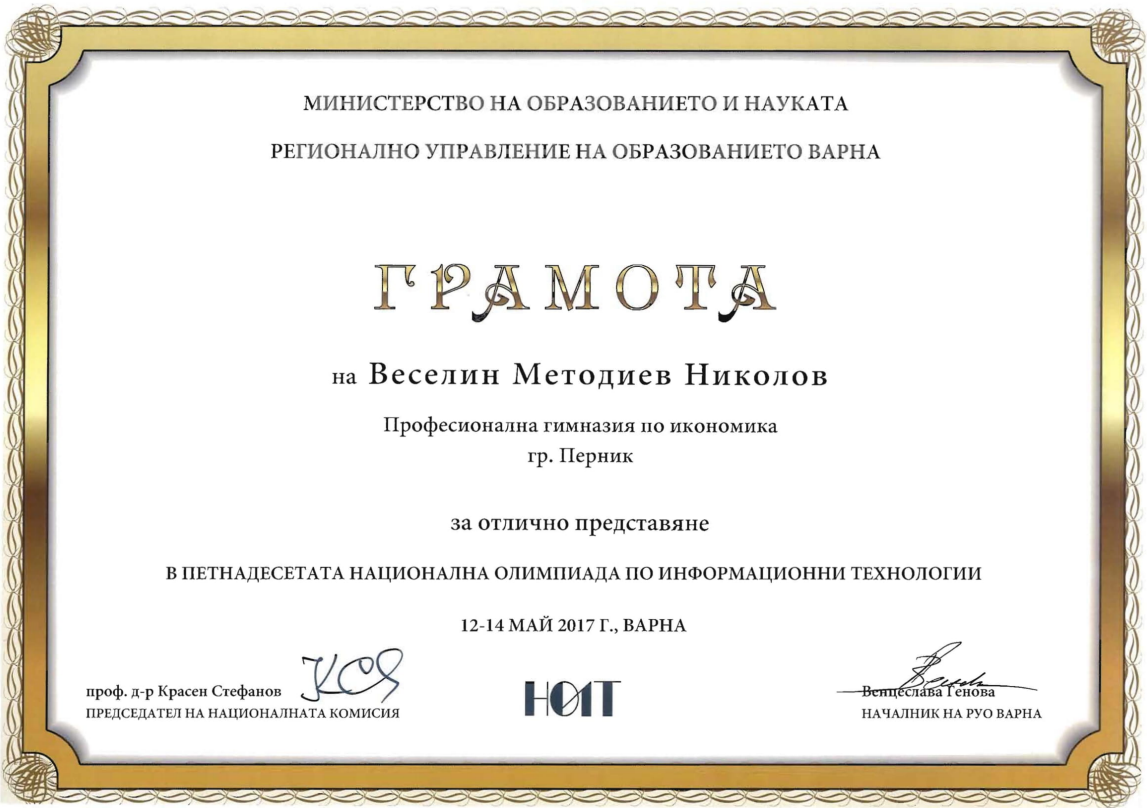 МИНИСТЕРСТВО НА ОБРАЗОВАНИЕТО И НАУКАТА
РЕГИОНАЛНО УПРАВЛЕНИЕ НА ОБРАЗОВАНИЕТО ВАРНА
ГРАМОТА
на Веселин Методиев Николов
Професионална гимназия по икономика
гр. Перник
за отлично представяне
В ПЕТНАДЕСЕТАТА НАЦИОНАЛНА ОЛИМПИАДА ПО ИНФОРМАЦИОННИ ТЕХНОЛОГИИ
12-14 МАЙ 2017 Г., ВАРНА
проф. д-р Красен Стефанов
ПРЕДСЕДАТЕЛ НА НАЦИОНАЛНАТА КОМИСИЯ
НОИТ
Венцеслава Генова
НАЧАЛНИК НА РУО ВАРНА